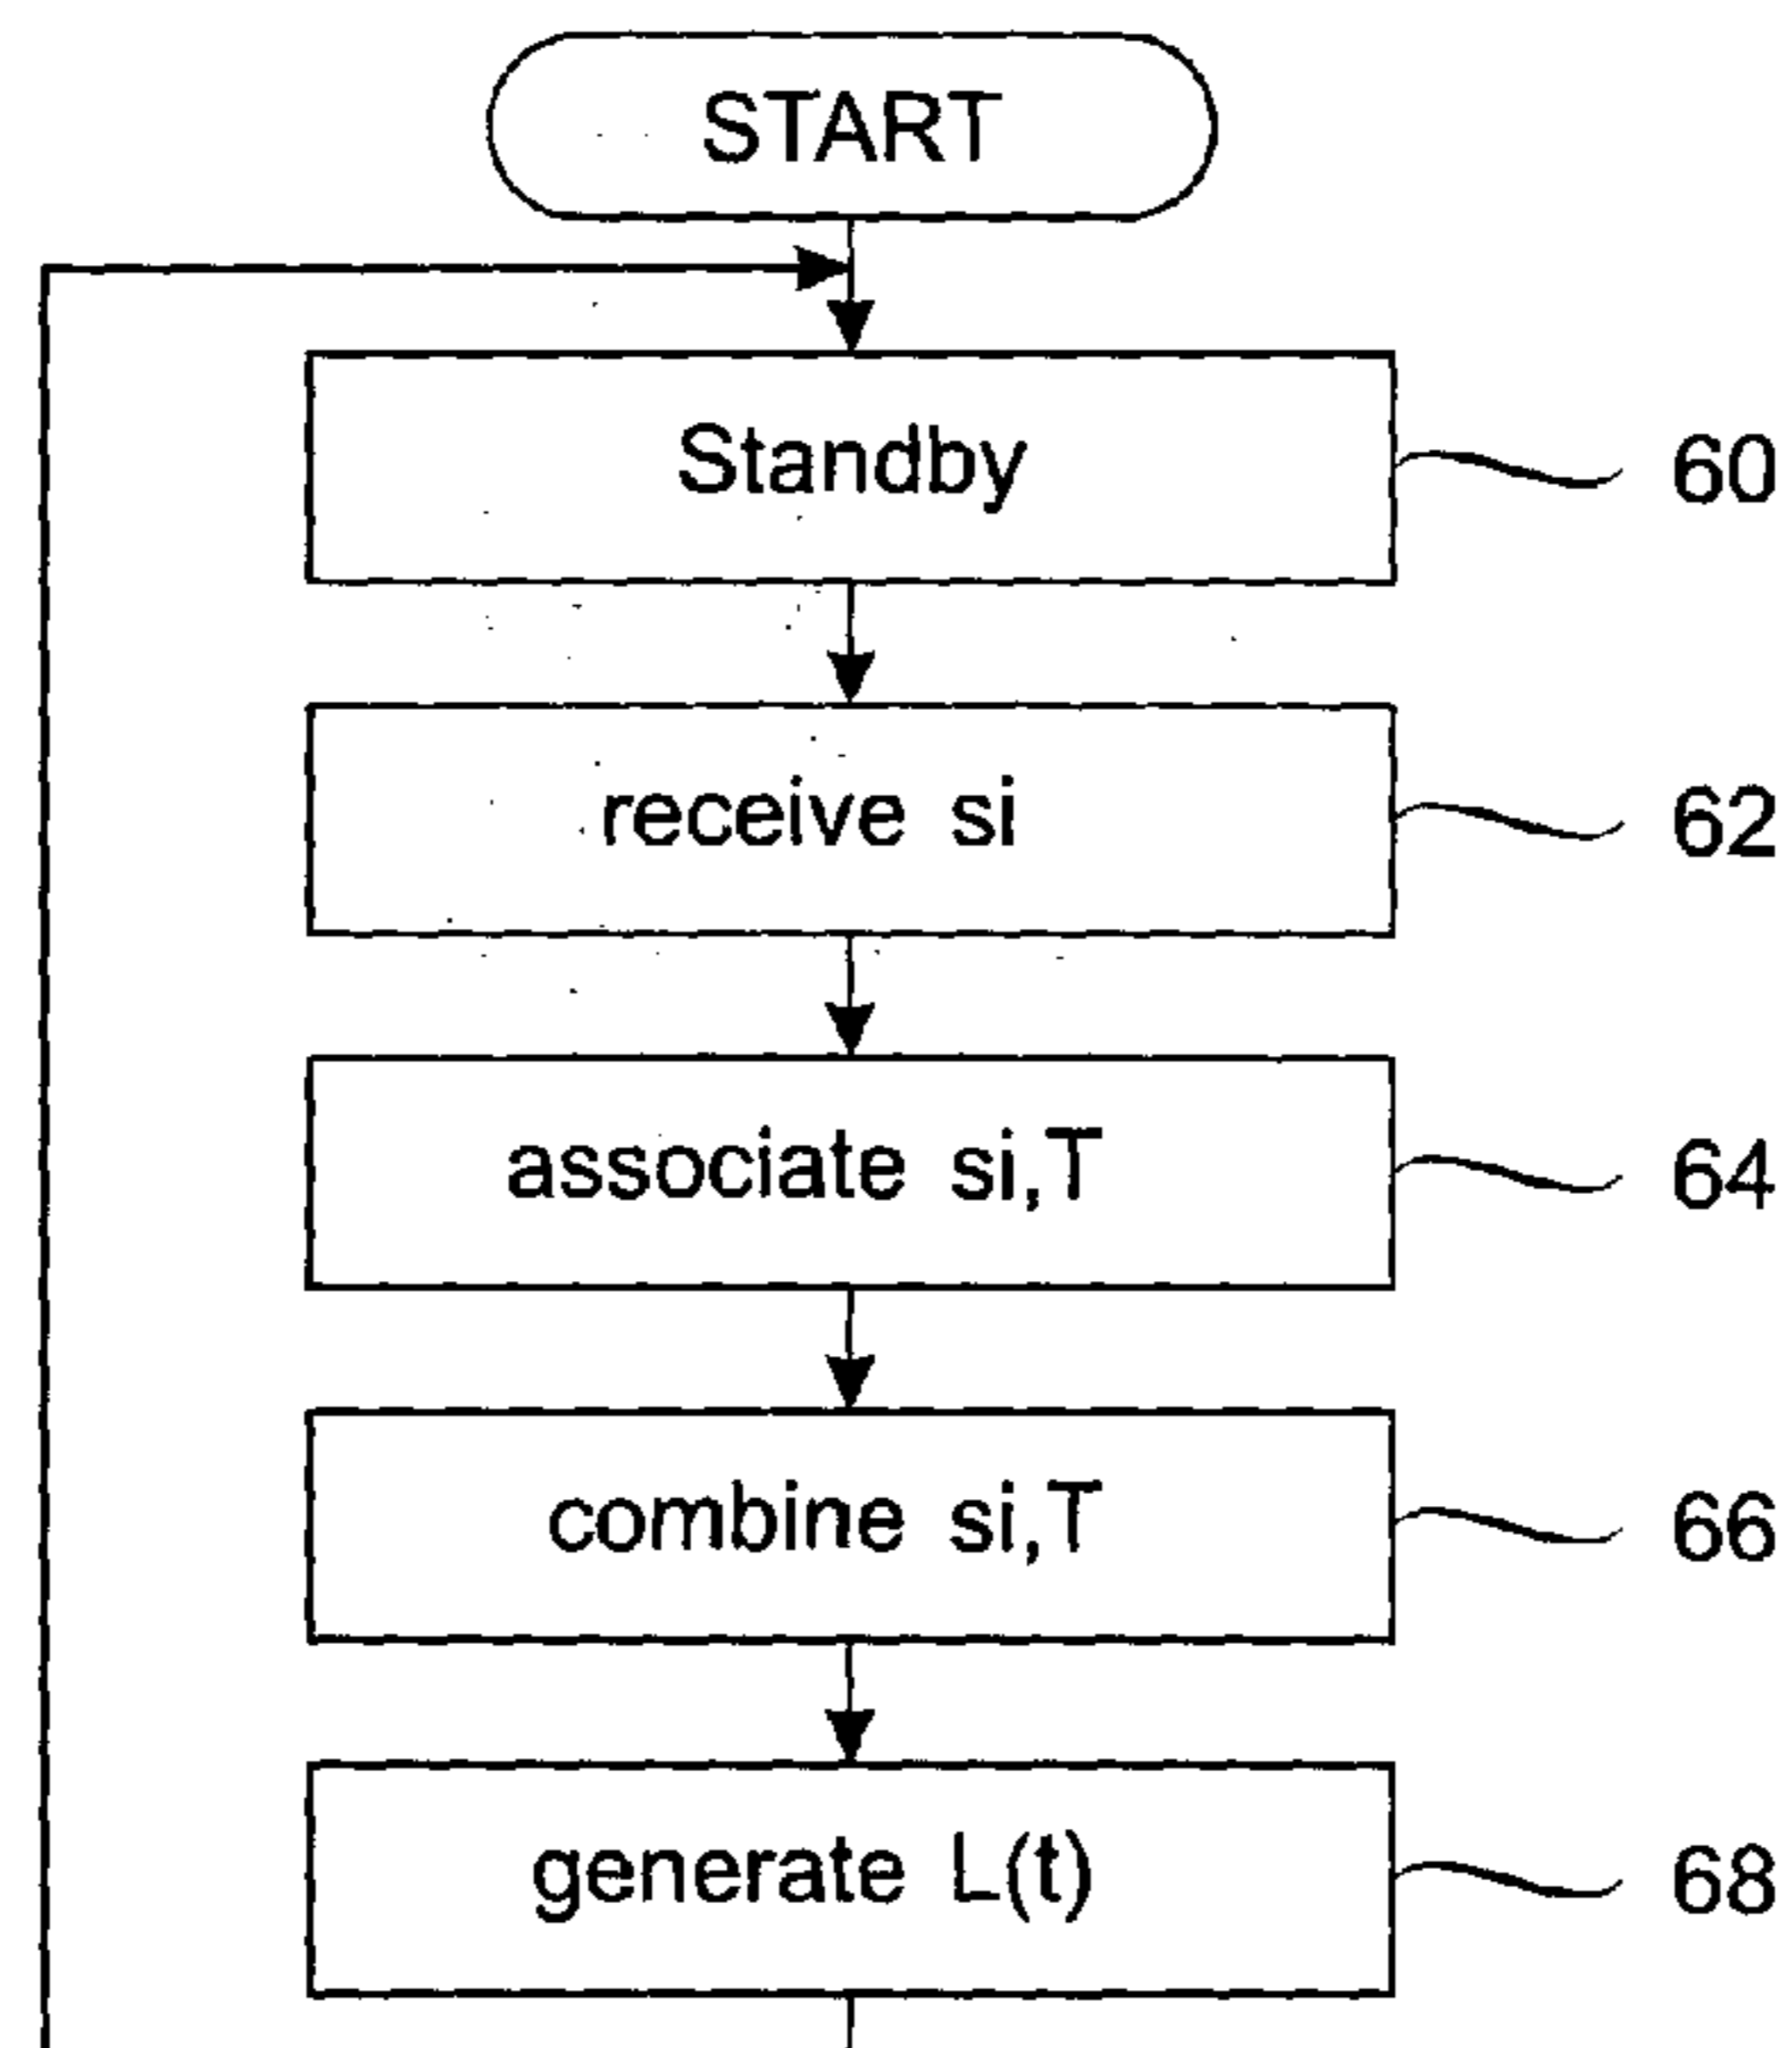 START
Standby
60
receive si
62
associate si,T
64
combine si,T
66
generate L(t)
68